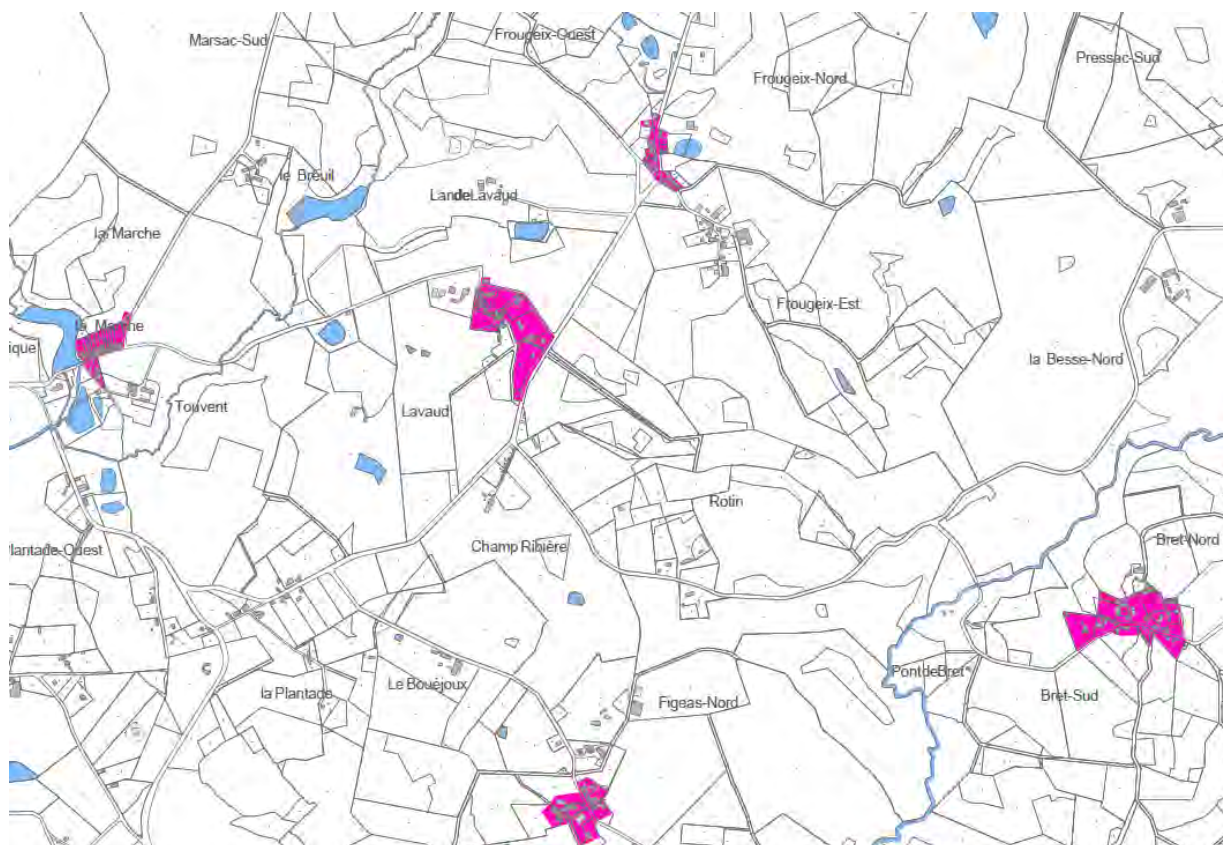 Marsac-Sud
Frougeix-Ouest
Frougeix-Nord
Pressac-Sud
le Breuil
LandeLavaud
la Marche
Frougeix-Est
la Marche
ique
la Besse-Nord
Touvent
Lavaud
Rotin
Plantade-Ouest
Champ Ribière
Bret-Nord
PontdeBret
la Plantade
Le Bouéjoux
Figeas-Nord
Bret-Sud